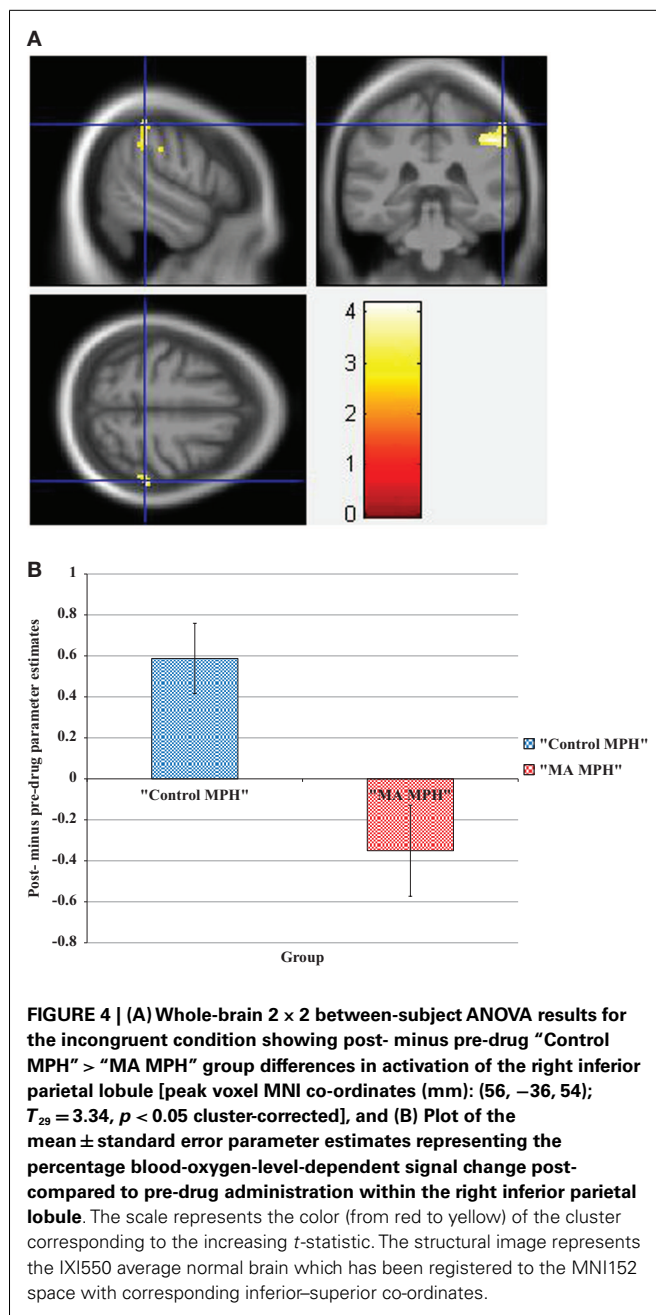 A
4
3
2
1
0
B
1
0.8
0.6
0.4
0.2
0
-0.2
-0.4
-0.6
-0.8
Post- minus pre-drug parameter estimates
"Control MPH"
"MA MPH"
Group
"Control MPH"
"MA MPH"
FIGURE 4 | (A) Whole-brain 2 × 2 between-subject ANOVA results for
the incongruent condition showing post- minus pre-drug “Control
MPH” > “MA MPH” group differences in activation of the right inferior
parietal lobule [peak voxel MNI co-ordinates (mm): (56, −36, 54);
T29 = 3.34, p < 0.05 cluster-corrected], and (B) Plot of the
mean ± standard error parameter estimates representing the
percentage blood-oxygen-level-dependent signal change post-
compared to pre-drug administration within the right inferior parietal
lobule. The scale represents the color (from red to yellow) of the cluster
corresponding to the increasing t-statistic. The structural image represents
the IXI550 average normal brain which has been registered to the MNI152
space with corresponding inferior–superior co-ordinates.